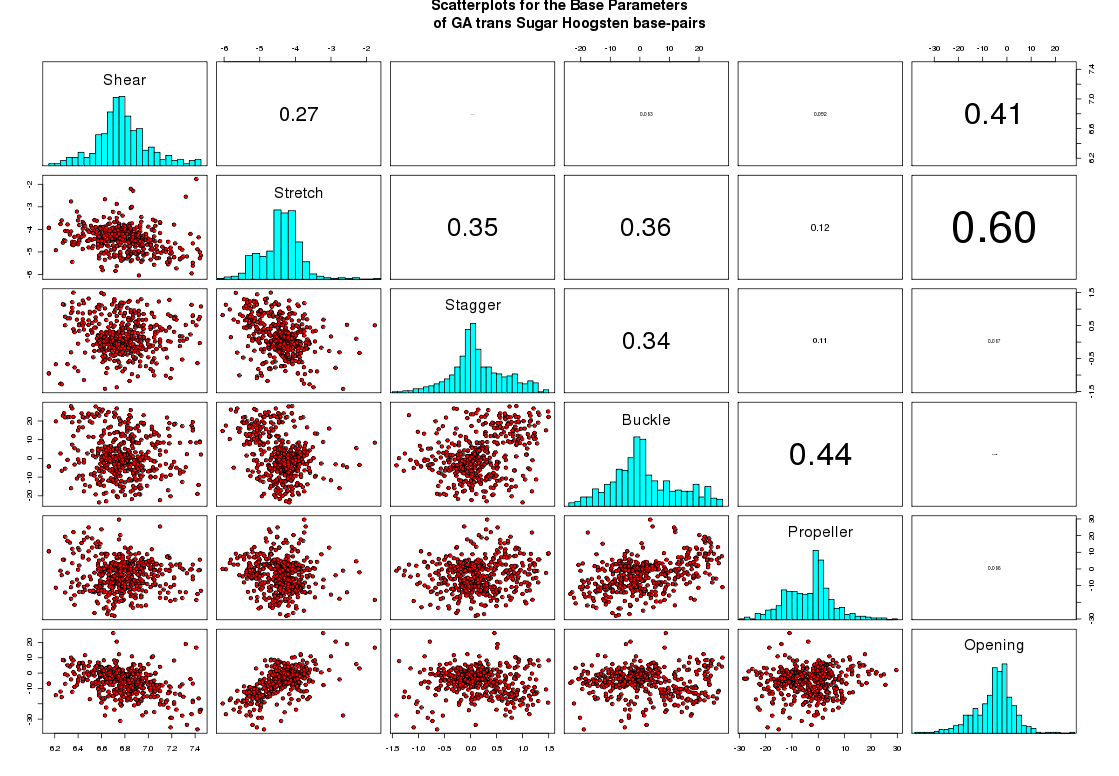 Scatterplots for the Base Parameters
of GA trans Sugar Hoogsten base-pairs
-6 -5 -4 -3 -2
-20 -10 0 10 20
-30 -20 -10 0 10 20
Shear
0.27
0.092
0.41
6.2 6.6 7.0 7.4
-6 -5 -4 -3 -2
Stretch
0.35
0.36
0.12
0.60
Stagger
0.34
0.11
-1.5 -0.5 0.5 1.5
-20 -10 0 10 20
Buckle
0.44
Propeller
-30 -10 0 10 20
-30 -10 0 10 20
Opening
6.2 6.4 6.6 6.8 7.0 7.2 7.4
-1.5 -1.0 -0.5 0.0 0.5 1.0 1.5
-30 -20 -10 0 10 20 30